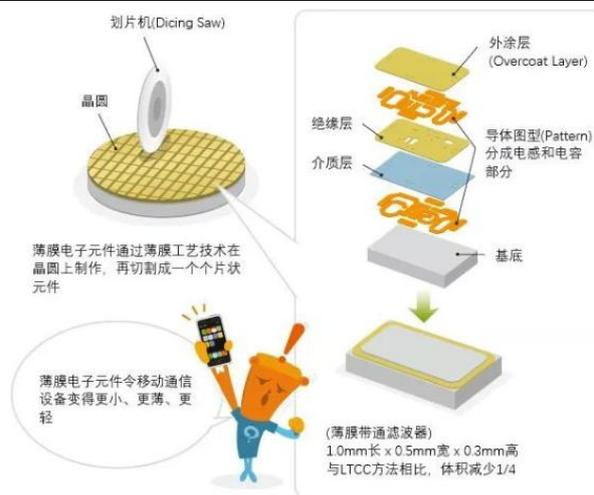 划片机(Dicing Saw)
晶圆
薄膜电子元件通过薄膜工艺技术在
晶圆上制作，再切割成一个个片状
元件
薄膜电子元件令移动通信
设备变得更小、更薄、更
轻
外涂层
(Overcoat Layer)
绝缘层
导体图型(Pattern)
分成电感和电容
部分
介质层
基底
(薄膜带通滤波器)
1.0mm长 x 0.5mm宽 x 0.3mm高
与LTCC方法相比，体积减少1/4